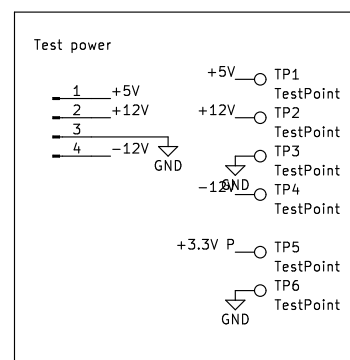 Test power
1 +5V
2 +12V
3
4 -12V
GND
+5V TP1
TestPoint
+12V TP2
TestPoint
TP3
TestPoint
GND
-12V TP4
TestPoint
+3.3V P TP5
TestPoint
TP6
TestPoint
GND